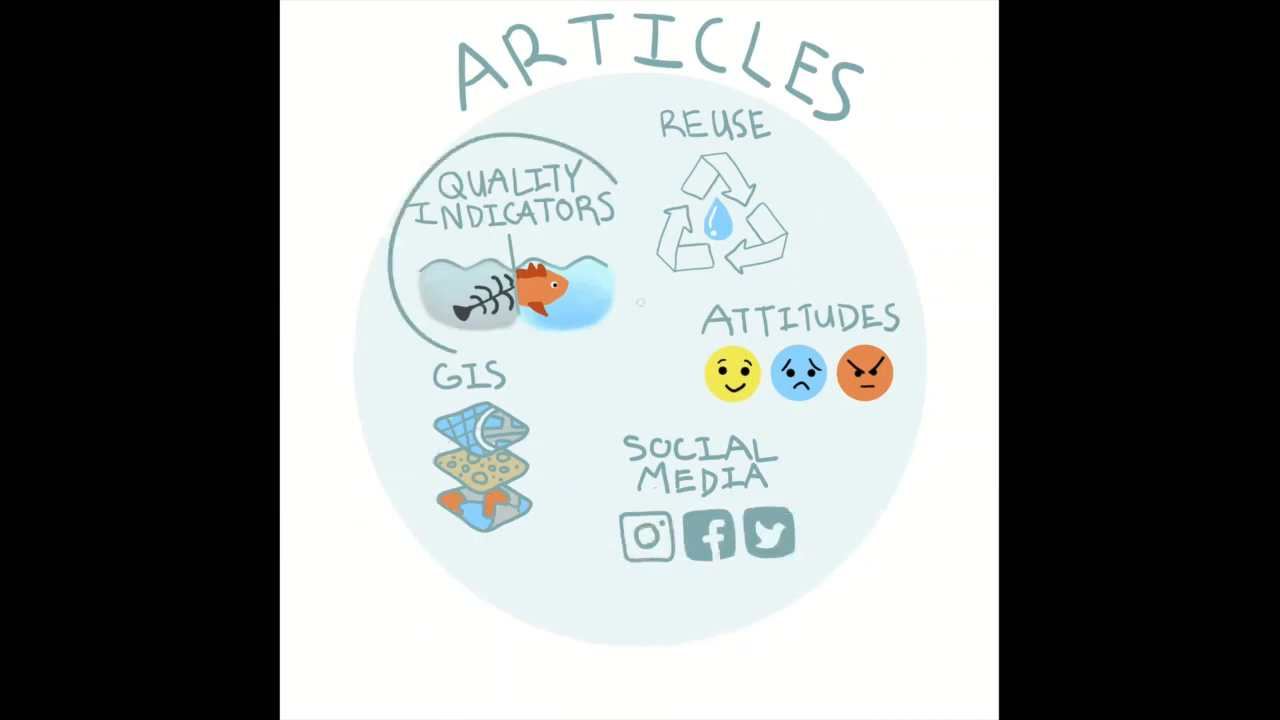 ARTICLES
REUSE
QUALITY
INDICATORS
ATTITUDES
GIS
SOCIAL
MEDIA